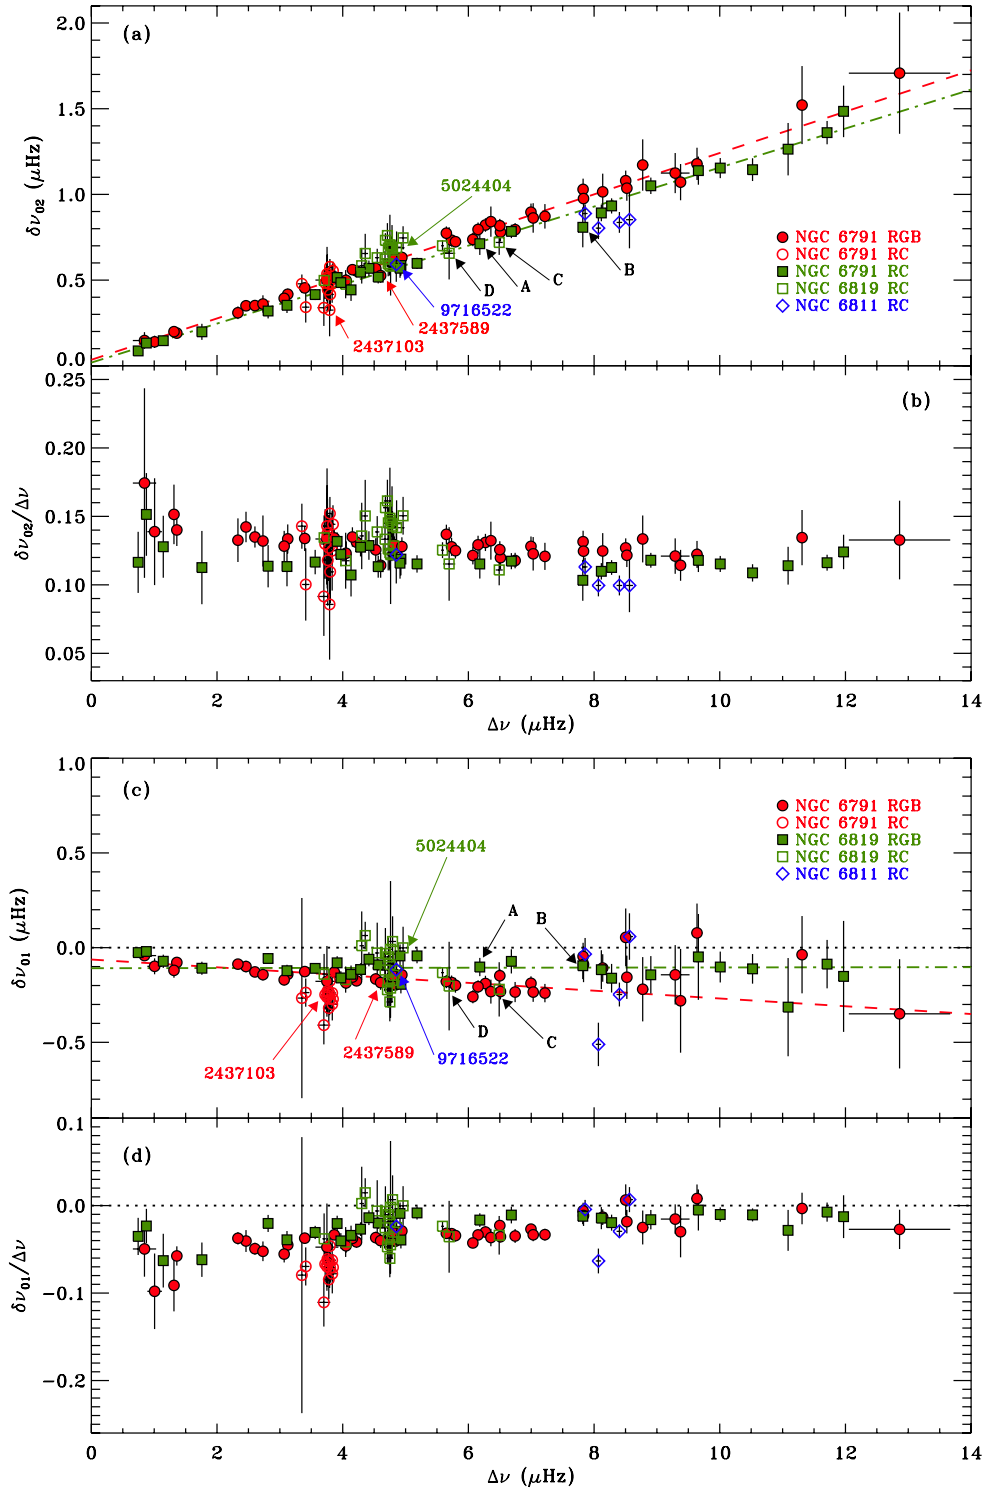 (a)
2.0
1.5
1.0
0.5
0.0
δν02 (μHz)
5024404
D
A
C
B
9716522
2437589
2437103
NGC 6791 RGB
NGC 6791 RC
NGC 6791 RC
NGC 6819 RC
NGC 6811 RC
(b)
0.25
0.20
0.15
0.10
0.05
δν02/Δν
0 2 4 6 8 10 12 14
Δν (μHz)
(c)
1.0
0.5
0.0
−0.5
δν01 (μHz)
5024404
A
B
D
C
2437103
2437589
9716522
NGC 6791 RGB
NGC 6791 RC
NGC 6819 RGB
NGC 6819 RC
NGC 6811 RC
(d)
0.1
0.0
−0.1
−0.2
δν01/Δν
0 2 4 6 8 10 12 14
Δν (μHz)